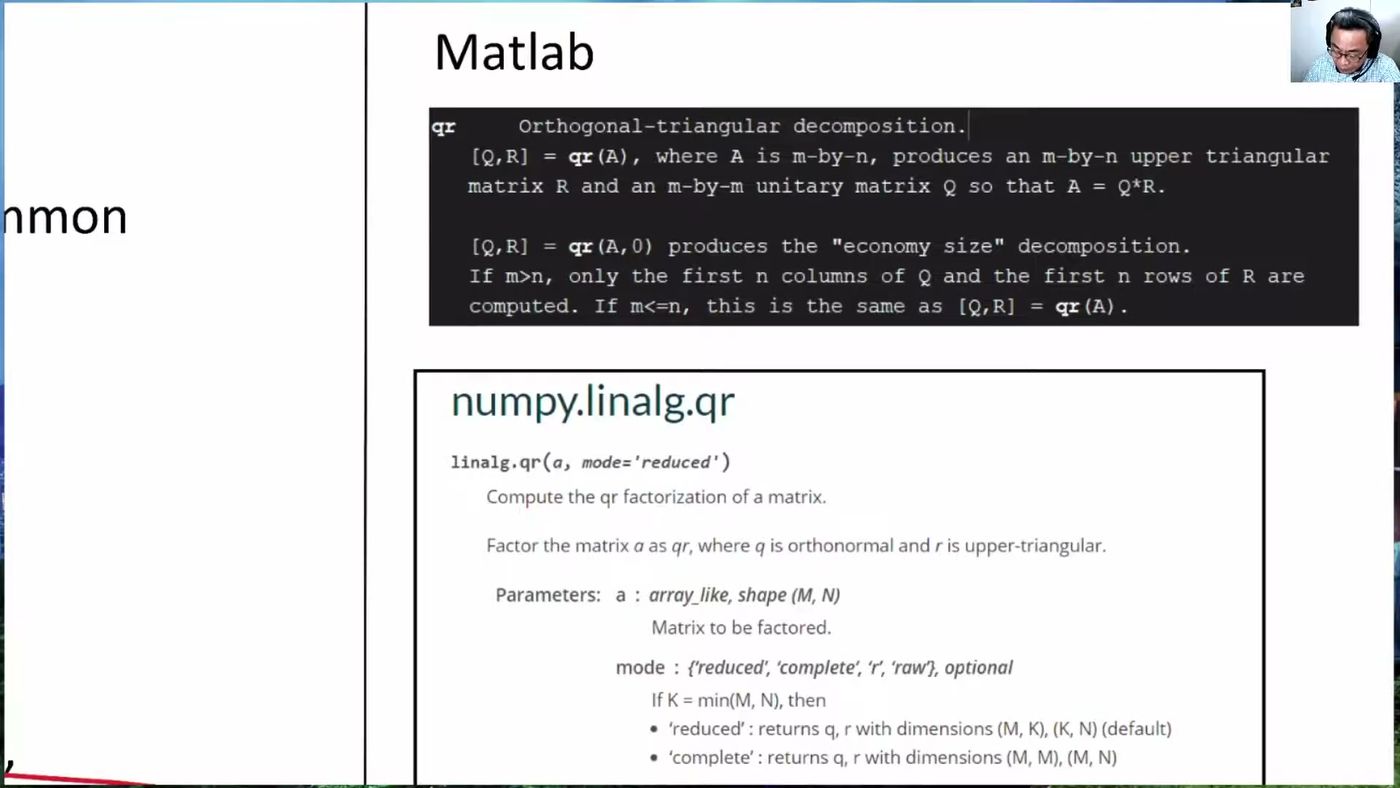 Matlab
qr Orthogonal-triangular decomposition.
[Q,R] = qr(A), where A is m-by-n, produces an m-by-n upper triangular
matrix R and an m-by-m unitary matrix Q so that A = Q*R.
[Q,R] = qr(A,0) produces the "economy size" decomposition.
If m>n, only the first n columns of Q and the first n rows of R are
computed. If m<=n, this is the same as [Q,R] = qr(A).
mmon
numpy.linalg.qr
linalg.qr(a, mode='reduced')
Compute the qr factorization of a matrix.
Factor the matrix a as qr, where q is orthonormal and r is upper-triangular.
Parameters: a : array_like, shape (M, N)
Matrix to be factored.
mode : {'reduced', 'complete', 'r', 'raw'}, optional
If K = min(M, N), then
• 'reduced' : returns q, r with dimensions (M, K), (K, N) (default)
• 'complete' : returns q, r with dimensions (M, M), (M, N)